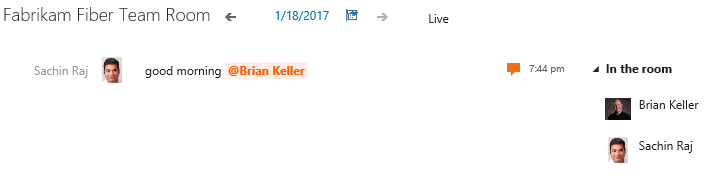 Fabrikam Fiber Team Room 1/18/2017 Live
Sachin Raj good morning @Brian Keller 7:44 pm In the room
Brian Keller
Sachin Raj